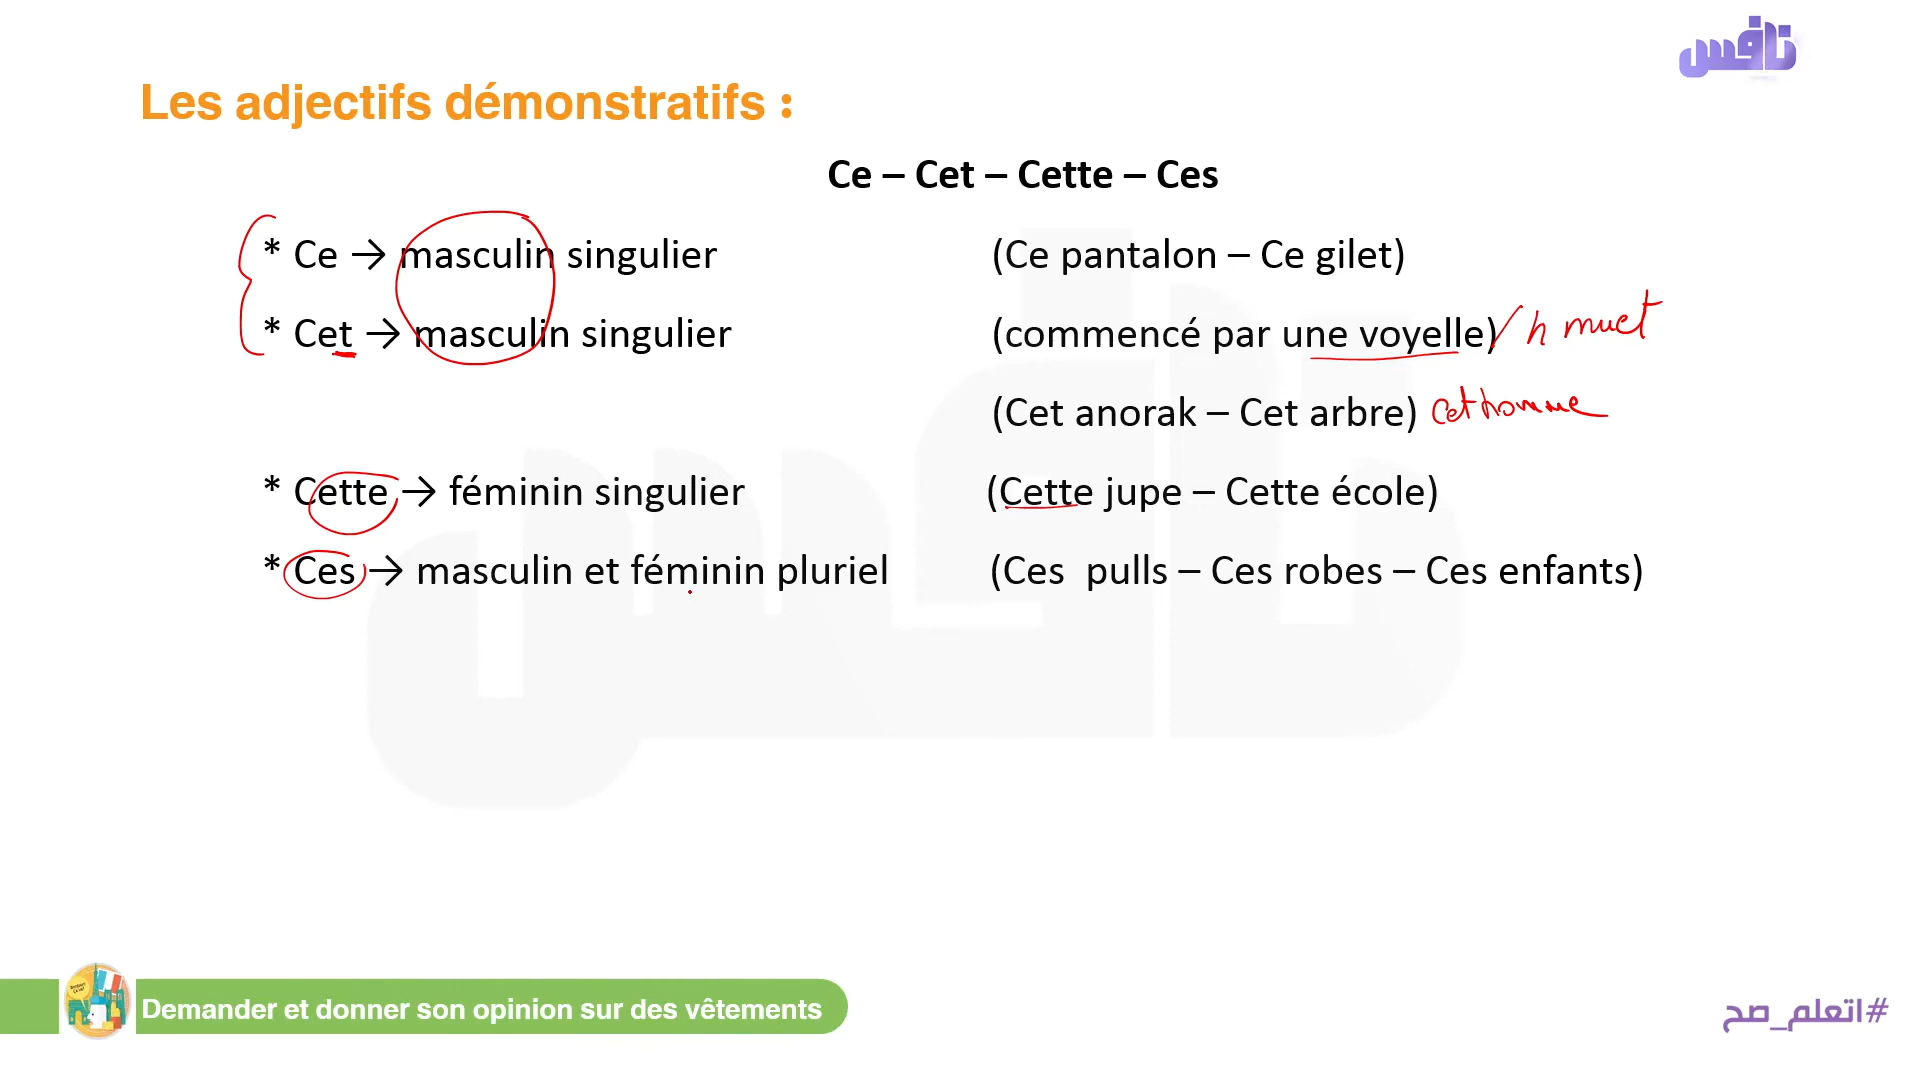 نافس
Les adjectifs démonstratifs :
Ce – Cet – Cette – Ces
* Ce → masculin singulier (Ce pantalon – Ce gilet)
* Cet → masculin singulier (commencé par une voyelle) / h muet
(Cet anorak – Cet arbre) cet homme
* Cette → féminin singulier (Cette jupe – Cette école)
* Ces → masculin et féminin pluriel (Ces pulls – Ces robes – Ces enfants)
Demander et donner son opinion sur des vêtements
#اتعلم_صح